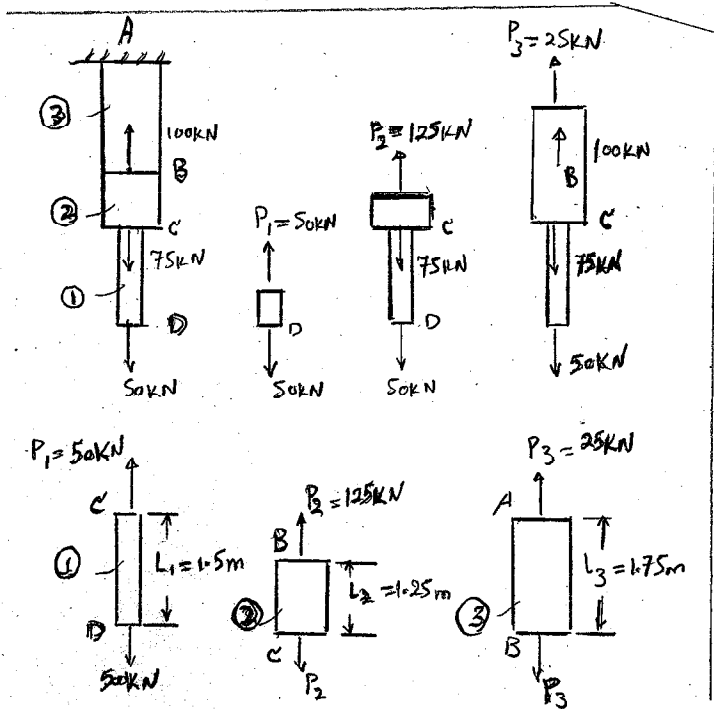 A
③
100KN
B
②
C
75KN
①
D
50KN
P1 = 50KN
D
50KN
P2 = 125KN
C
75KN
D
50KN
P3 = 25KN
100KN
B
C
75KN
50KN
P1 = 50KN
C
①
L1 = 1.5m
D
50KN
P2 = 125KN
B
L2 = 1.25m
C
P2
P3 = 25KN
A
③
L3 = 1.75m
B
P3